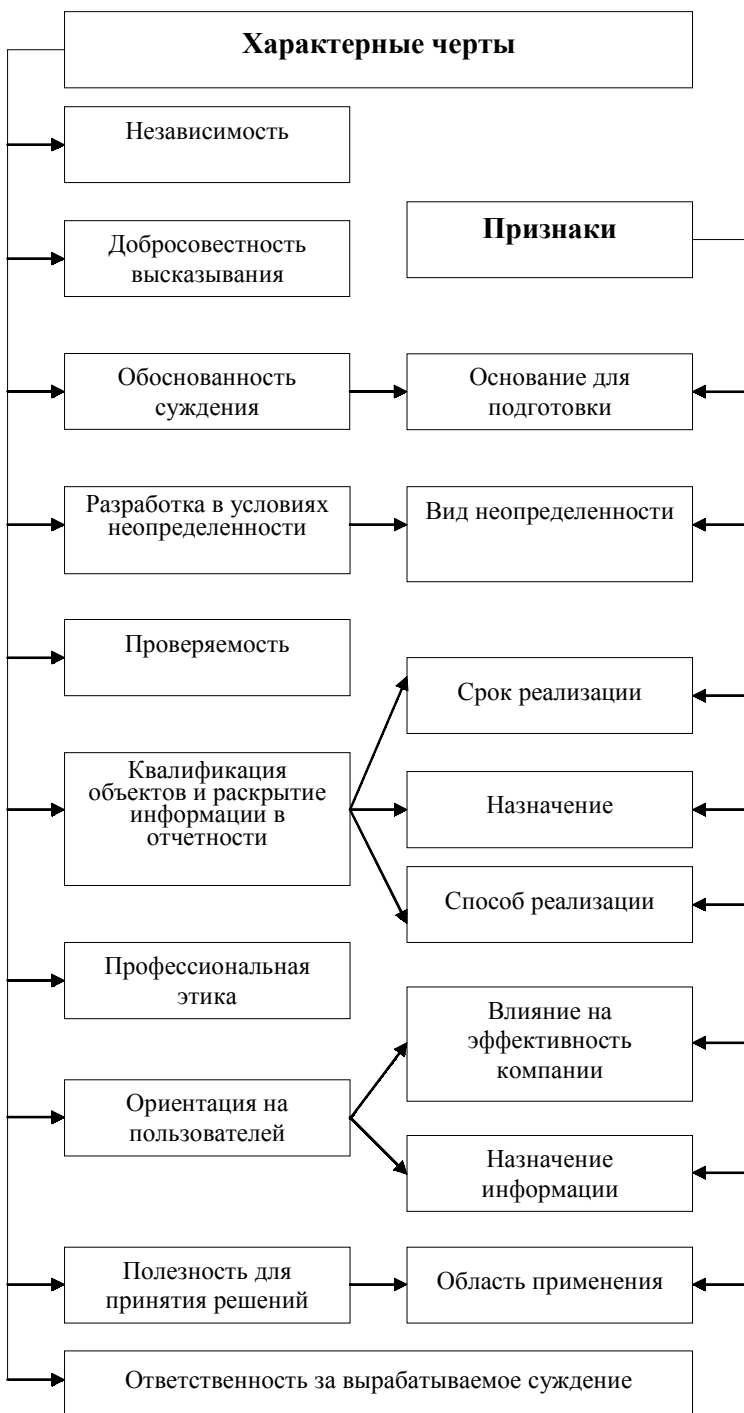 Характерные черты
Независимость
Признаки
Добросовестность
высказывания
Обоснованность
суждения
Основание для
подготовки
Разработка в условиях
неопределенности
Вид неопределенности
Проверяемость
Срок реализации
Квалификация
объектов и раскрытие
информации в
отчетности
Назначение
Способ реализации
Профессиональная
этика
Влияние на
эффективность
компании
Ориентация на
пользователей
Назначение
информации
Полезность для
принятия решений
Область применения
Ответственность за вырабатываемое суждение